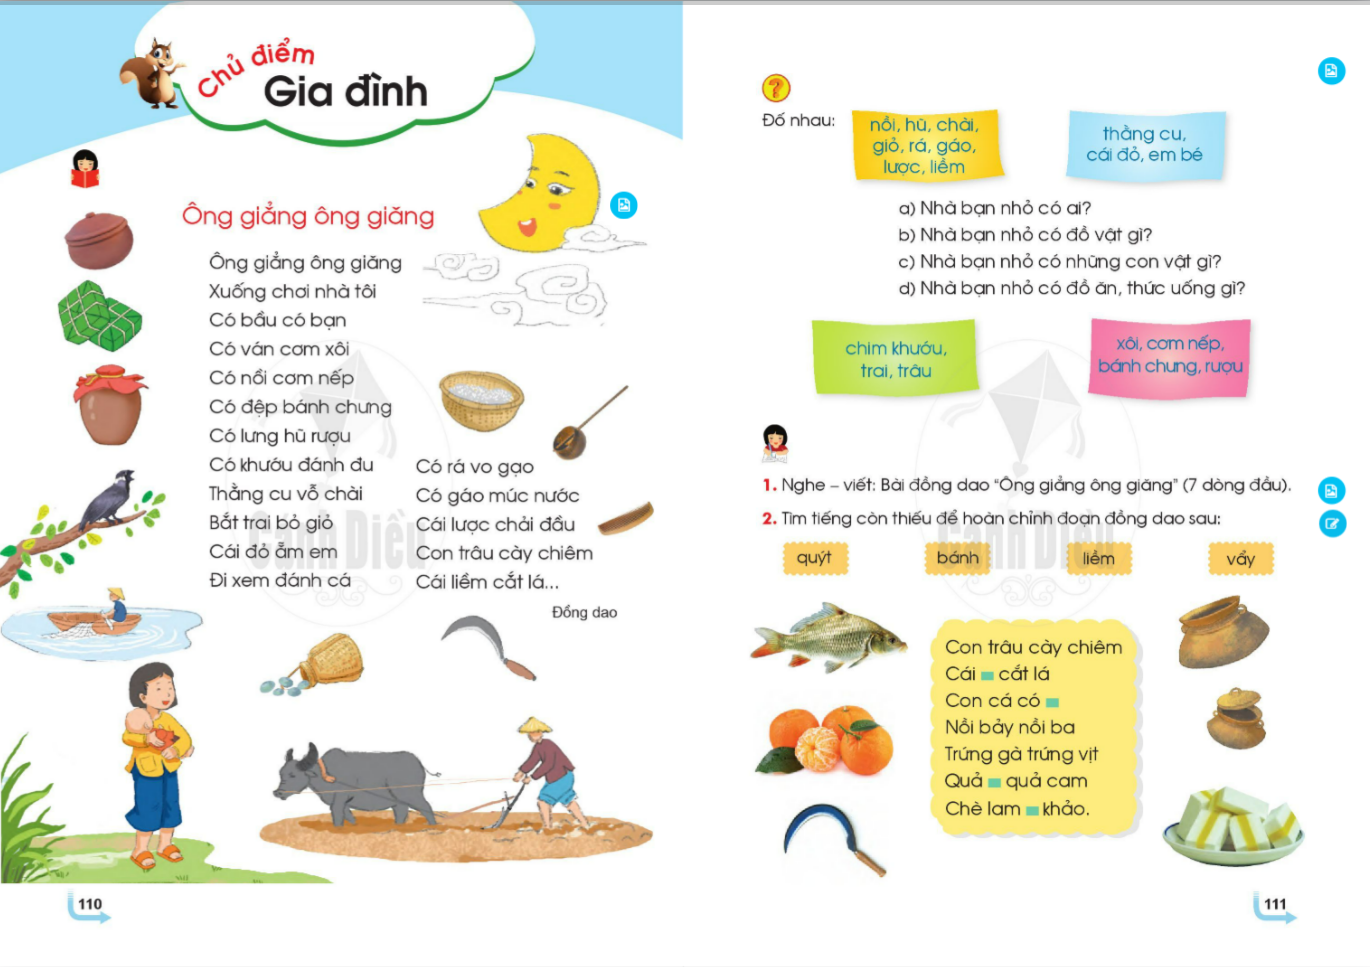 Chủ điểm
Gia đình
Ông giẳng ông giăng
Ông giẳng ông giăng
Xuống chơi nhà tôi
Có bầu có bạn
Có ván cơm xôi
Có nồi cơm nếp
Có đệp bánh chưng
Có lưng hũ rượu
Có khướu đánh đu
Thằng cu vỗ chài
Bắt trai bỏ giỏ
Cái đỏ ẵm em
Đi xem đánh cá
Có rá vo gạo
Có gáo múc nước
Cái lược chải đầu
Con trâu cày chiêm
Cái liềm cắt lá...
Đồng dao
Cánh Diều
110
?
Đố nhau:
nồi, hũ, chài,
giỏ, rá, gáo,
lược, liềm
thằng cu,
cái đỏ, em bé
a) Nhà bạn nhỏ có ai?
b) Nhà bạn nhỏ có đồ vật gì?
c) Nhà bạn nhỏ có những con vật gì?
d) Nhà bạn nhỏ có đồ ăn, thức uống gì?
chim khướu,
trai, trâu
xôi, cơm nếp,
bánh chưng, rượu
1. Nghe – viết: Bài đồng dao “Ông giẳng ông giăng” (7 dòng đầu).
2. Tìm tiếng còn thiếu để hoàn chỉnh đoạn đồng dao sau:
quýt
bánh
liềm
vẩy
Cánh Diều
Con trâu cày chiêm
Cái cắt lá
Con cá có
Nồi bảy nồi ba
Trứng gà trứng vịt
Quả quả cam
Chè lam khảo.
111